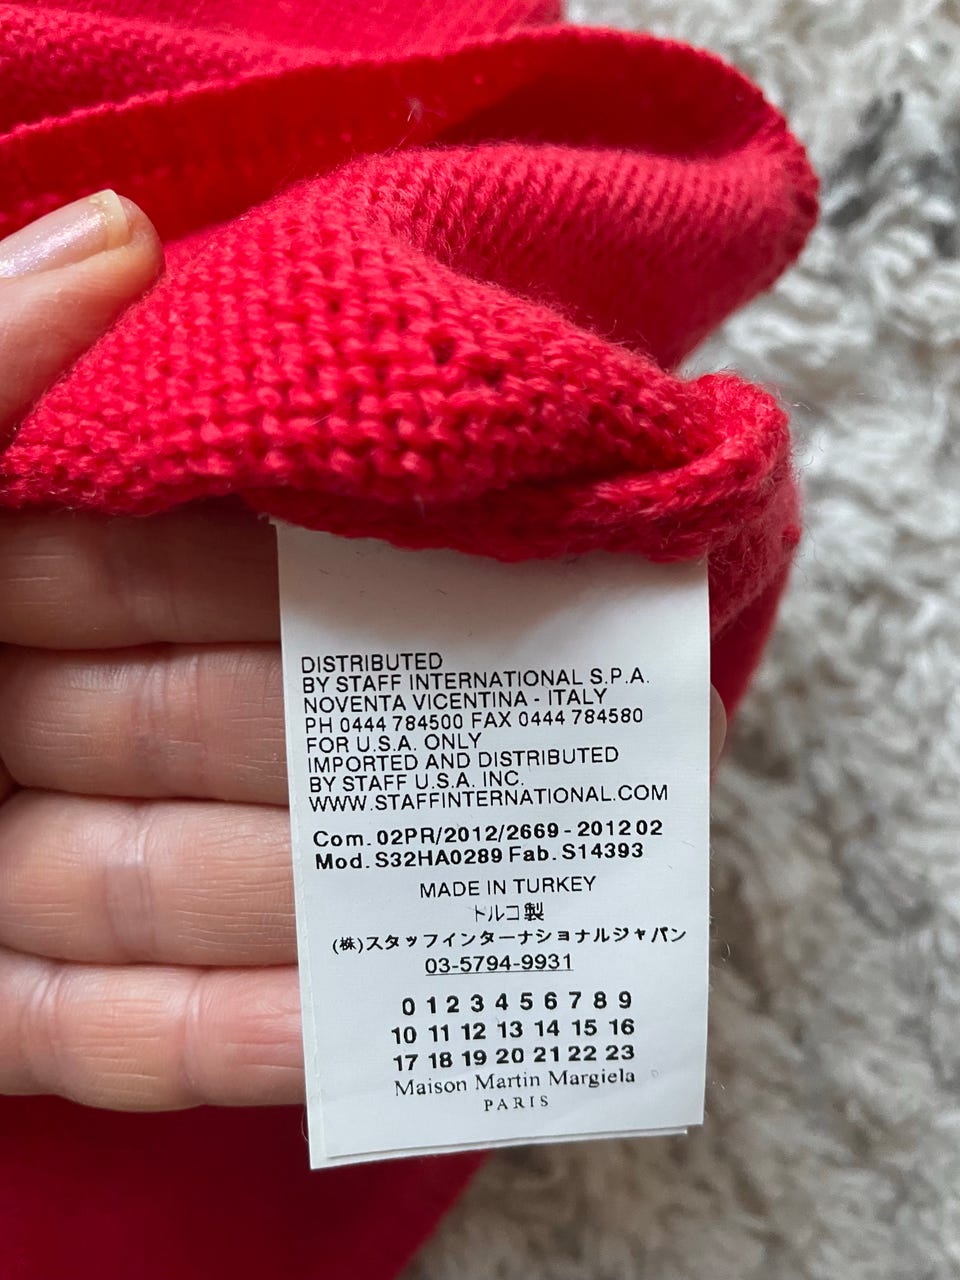 DISTRIBUTED
BY STAFF INTERNATIONAL S.P.A.
NOVENTA VICENTINA - ITALY
PH 0444 784500 FAX 0444 784580
FOR U.S.A. ONLY
IMPORTED AND DISTRIBUTED
BY STAFF U.S.A. INC.
WWW.STAFFINTERNATIONAL.COM
Com. 02PR/2012/2669 - 201202
Mod. S32HA0289 Fab. S14393
MADE IN TURKEY
トルコ製
(株)スタッフインターナショナルジャパン
03-5794-9931
0 1 2 3 4 5 6 7 8 9
10 11 12 13 14 15 16
17 18 19 20 21 22 23
Maison Martin Margiela
PARIS